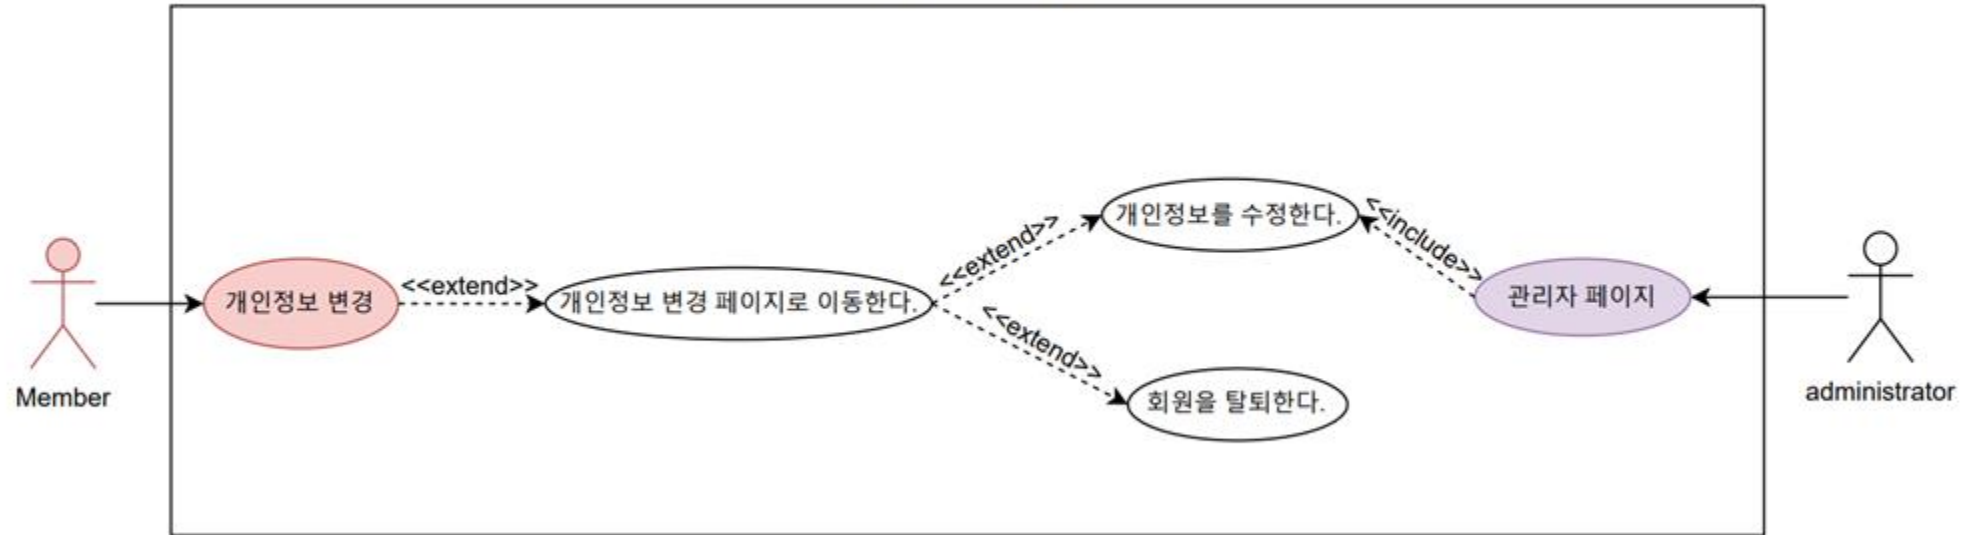 Member
개인정보 변경
<<extend>>
개인정보 변경 페이지로 이동한다.
<<extend>>
개인정보를 수정한다.
<<extend>>
회원을 탈퇴한다.
<<include>>
관리자 페이지
administrator